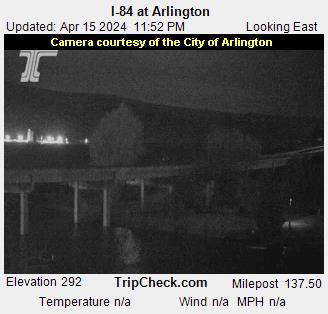 I-84 at Arlington
Updated: Apr 15 2024 11:52 PM Looking East
Camera courtesy of the City of Arlington
Elevation 292 TripCheck.com Milepost 137.50
Temperature n/a Wind n/a MPH n/a